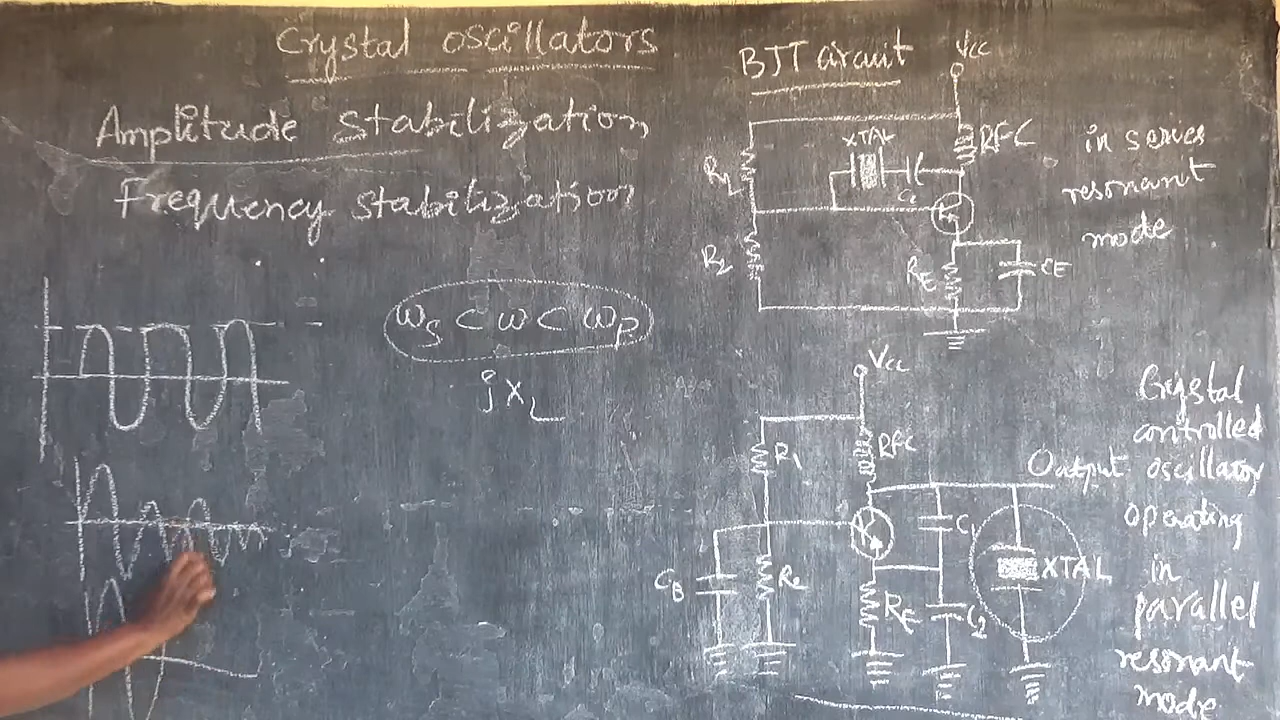 Crystal oscillators
Amplitude stabilization
Frequency stabilization
ωs < ω < ωp
jXL
BJT circuit
Vcc
RFC
XTAL
Cc
R1
R2
RE
CE
in series
resonant
mode
Vcc
R1
RFC
Output
C1
XTAL
CB
R2
RE
C2
Crystal
controlled
oscillator
operating
in
parallel
resonant
mode